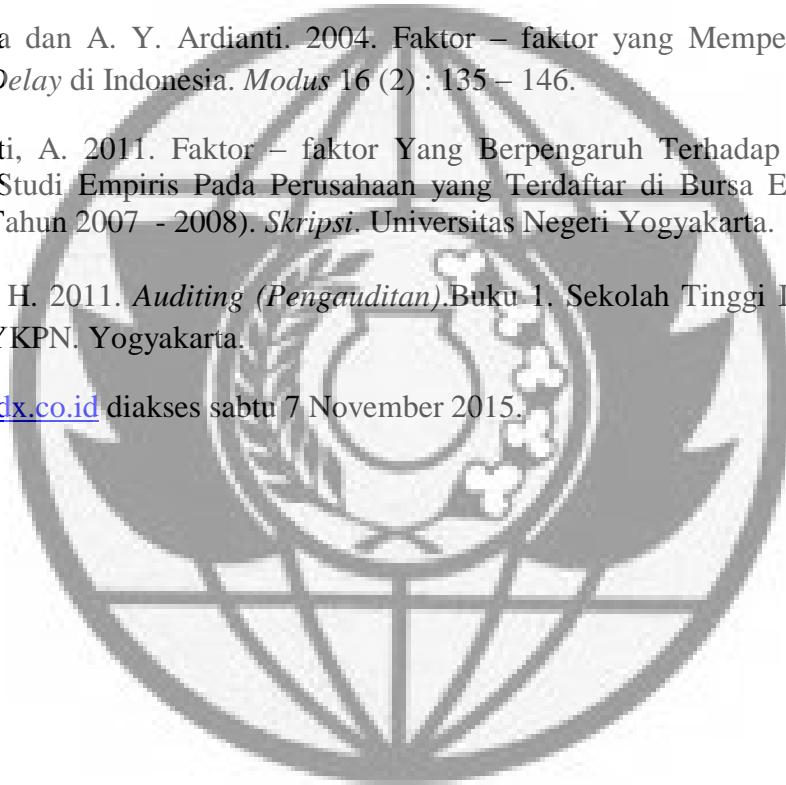 a dan A. Y. Ardianti. 2004. Faktor – faktor yang Mempe
Delay di Indonesia. Modus 16 (2) : 135 – 146.
ti, A. 2011. Faktor – faktor Yang Berpengaruh Terhadap
Studi Empiris Pada Perusahaan yang Terdaftar di Bursa E
Tahun 2007 - 2008). Skripsi. Universitas Negeri Yogyakarta.
H. 2011. Auditing (Pengauditan).Buku 1. Sekolah Tinggi I
YKPN. Yogyakarta.
dx.co.id diakses sabtu 7 November 2015.